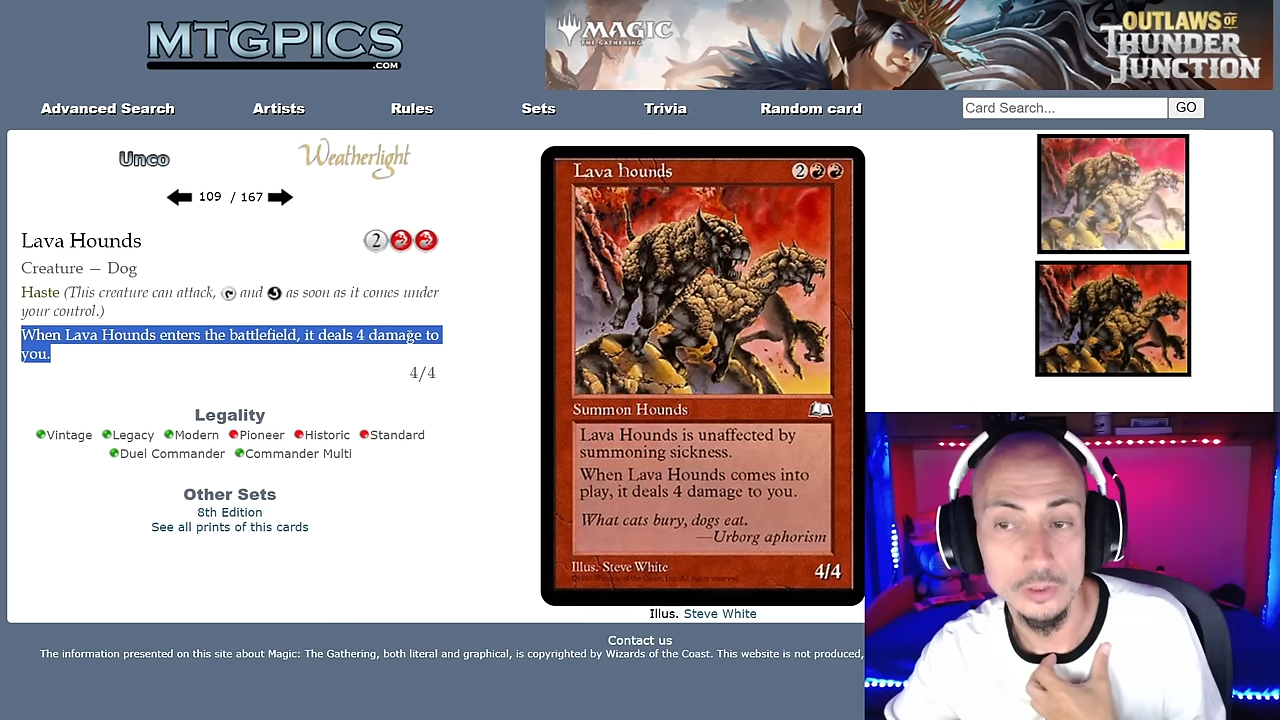 MTGPICS
.COM
MAGIC
THE GATHERING
OUTLAWS OF
THUNDER
JUNCTION
Advanced Search
Artists
Rules
Sets
Trivia
Random card
Card Search...
GO
Unco
Weatherlight
109 / 167
Lava Hounds
2
Creature — Dog
Haste (This creature can attack, and as soon as it comes under
your control.)
When Lava Hounds enters the battlefield, it deals 4 damage to
you.
4/4
Legality
Vintage Legacy Modern Pioneer Historic Standard
Duel Commander Commander Multi
Other Sets
8th Edition
See all prints of this cards
Lava hounds
2
Summon Hounds
Lava Hounds is unaffected by
summoning sickness.
When Lava Hounds comes into
play, it deals 4 damage to you.
What cats bury, dogs eat.
—Urborg aphorism
Illus. Steve White
4/4
Illus. Steve White
Contact us
The information presented on this site about Magic: The Gathering, both literal and graphical, is copyrighted by Wizards of the Coast. This website is not produced,